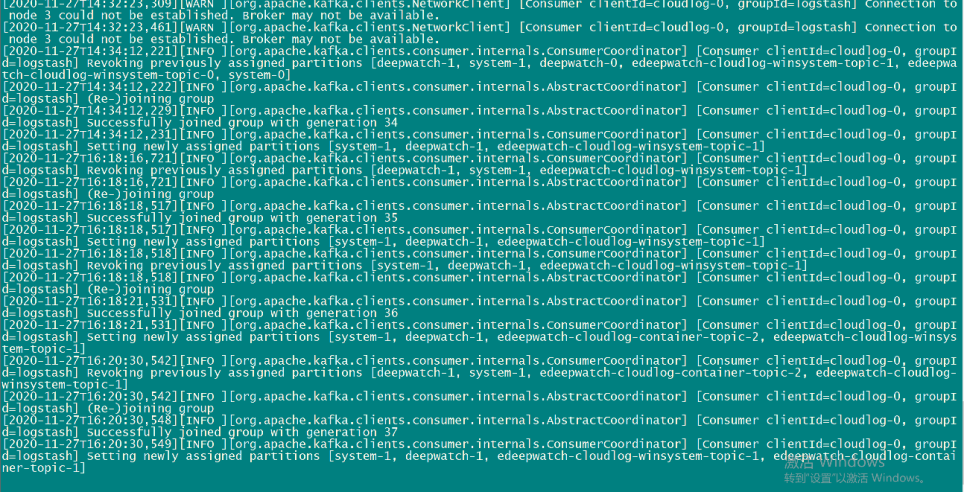 [2020-11-27T14:32:23,309][WARN ][org.apache.kafka.clients.NetworkClient] [Consumer clientId=cloudlog-0, groupId=logstash] Connection to
 node 3 could not be established. Broker may not be available.
[2020-11-27T14:32:23,461][WARN ][org.apache.kafka.clients.NetworkClient] [Consumer clientId=cloudlog-0, groupId=logstash] Connection to
 node 3 could not be established. Broker may not be available.
[2020-11-27T14:34:12,221][INFO ][org.apache.kafka.clients.consumer.internals.ConsumerCoordinator] [Consumer clientId=cloudlog-0, groupI
d=logstash] Revoking previously assigned partitions [deepwatch-1, system-1, deepwatch-0, edeepwatch-cloudlog-winsystem-topic-1, edeepwa
tch-cloudlog-winsystem-topic-0, system-0]
[2020-11-27T14:34:12,222][INFO ][org.apache.kafka.clients.consumer.internals.AbstractCoordinator] [Consumer clientId=cloudlog-0, groupI
d=logstash] (Re-)joining group
[2020-11-27T14:34:12,229][INFO ][org.apache.kafka.clients.consumer.internals.AbstractCoordinator] [Consumer clientId=cloudlog-0, groupI
d=logstash] Successfully joined group with generation 34
[2020-11-27T14:34:12,231][INFO ][org.apache.kafka.clients.consumer.internals.ConsumerCoordinator] [Consumer clientId=cloudlog-0, groupI
d=logstash] Setting newly assigned partitions [system-1, deepwatch-1, edeepwatch-cloudlog-winsystem-topic-1]
[2020-11-27T16:18:16,721][INFO ][org.apache.kafka.clients.consumer.internals.ConsumerCoordinator] [Consumer clientId=cloudlog-0, groupI
d=logstash] Revoking previously assigned partitions [deepwatch-1, system-1, edeepwatch-cloudlog-winsystem-topic-1]
[2020-11-27T16:18:16,721][INFO ][org.apache.kafka.clients.consumer.internals.AbstractCoordinator] [Consumer clientId=cloudlog-0, groupI
d=logstash] (Re-)joining group
[2020-11-27T16:18:18,517][INFO ][org.apache.kafka.clients.consumer.internals.AbstractCoordinator] [Consumer clientId=cloudlog-0, groupI
d=logstash] Successfully joined group with generation 35
[2020-11-27T16:18:18,517][INFO ][org.apache.kafka.clients.consumer.internals.ConsumerCoordinator] [Consumer clientId=cloudlog-0, groupI
d=logstash] Setting newly assigned partitions [system-1, deepwatch-1, edeepwatch-cloudlog-winsystem-topic-1]
[2020-11-27T16:18:18,518][INFO ][org.apache.kafka.clients.consumer.internals.ConsumerCoordinator] [Consumer clientId=cloudlog-0, groupI
d=logstash] Revoking previously assigned partitions [system-1, deepwatch-1, edeepwatch-cloudlog-winsystem-topic-1]
[2020-11-27T16:18:18,518][INFO ][org.apache.kafka.clients.consumer.internals.AbstractCoordinator] [Consumer clientId=cloudlog-0, groupI
d=logstash] (Re-)joining group
[2020-11-27T16:18:21,531][INFO ][org.apache.kafka.clients.consumer.internals.AbstractCoordinator] [Consumer clientId=cloudlog-0, groupI
d=logstash] Successfully joined group with generation 36
[2020-11-27T16:18:21,531][INFO ][org.apache.kafka.clients.consumer.internals.ConsumerCoordinator] [Consumer clientId=cloudlog-0, groupI
d=logstash] Setting newly assigned partitions [system-1, deepwatch-1, edeepwatch-cloudlog-container-topic-2, edeepwatch-cloudlog-winsys
tem-topic-1]
[2020-11-27T16:20:30,542][INFO ][org.apache.kafka.clients.consumer.internals.ConsumerCoordinator] [Consumer clientId=cloudlog-0, groupI
d=logstash] Revoking previously assigned partitions [deepwatch-1, system-1, edeepwatch-cloudlog-container-topic-2, edeepwatch-cloudlog-
winsystem-topic-1]
[2020-11-27T16:20:30,542][INFO ][org.apache.kafka.clients.consumer.internals.AbstractCoordinator] [Consumer clientId=cloudlog-0, groupI
d=logstash] (Re-)joining group
[2020-11-27T16:20:30,548][INFO ][org.apache.kafka.clients.consumer.internals.AbstractCoordinator] [Consumer clientId=cloudlog-0, groupI
d=logstash] Successfully joined group with generation 37
[2020-11-27T16:20:30,549][INFO ][org.apache.kafka.clients.consumer.internals.ConsumerCoordinator] [Consumer clientId=cloudlog-0, groupI
d=logstash] Setting newly assigned partitions [system-1, deepwatch-1, edeepwatch-cloudlog-winsystem-topic-1, edeepwatch-cloudlog-contai
ner-topic-1]
激活 Windows
转到"设置"以激活 Windows。